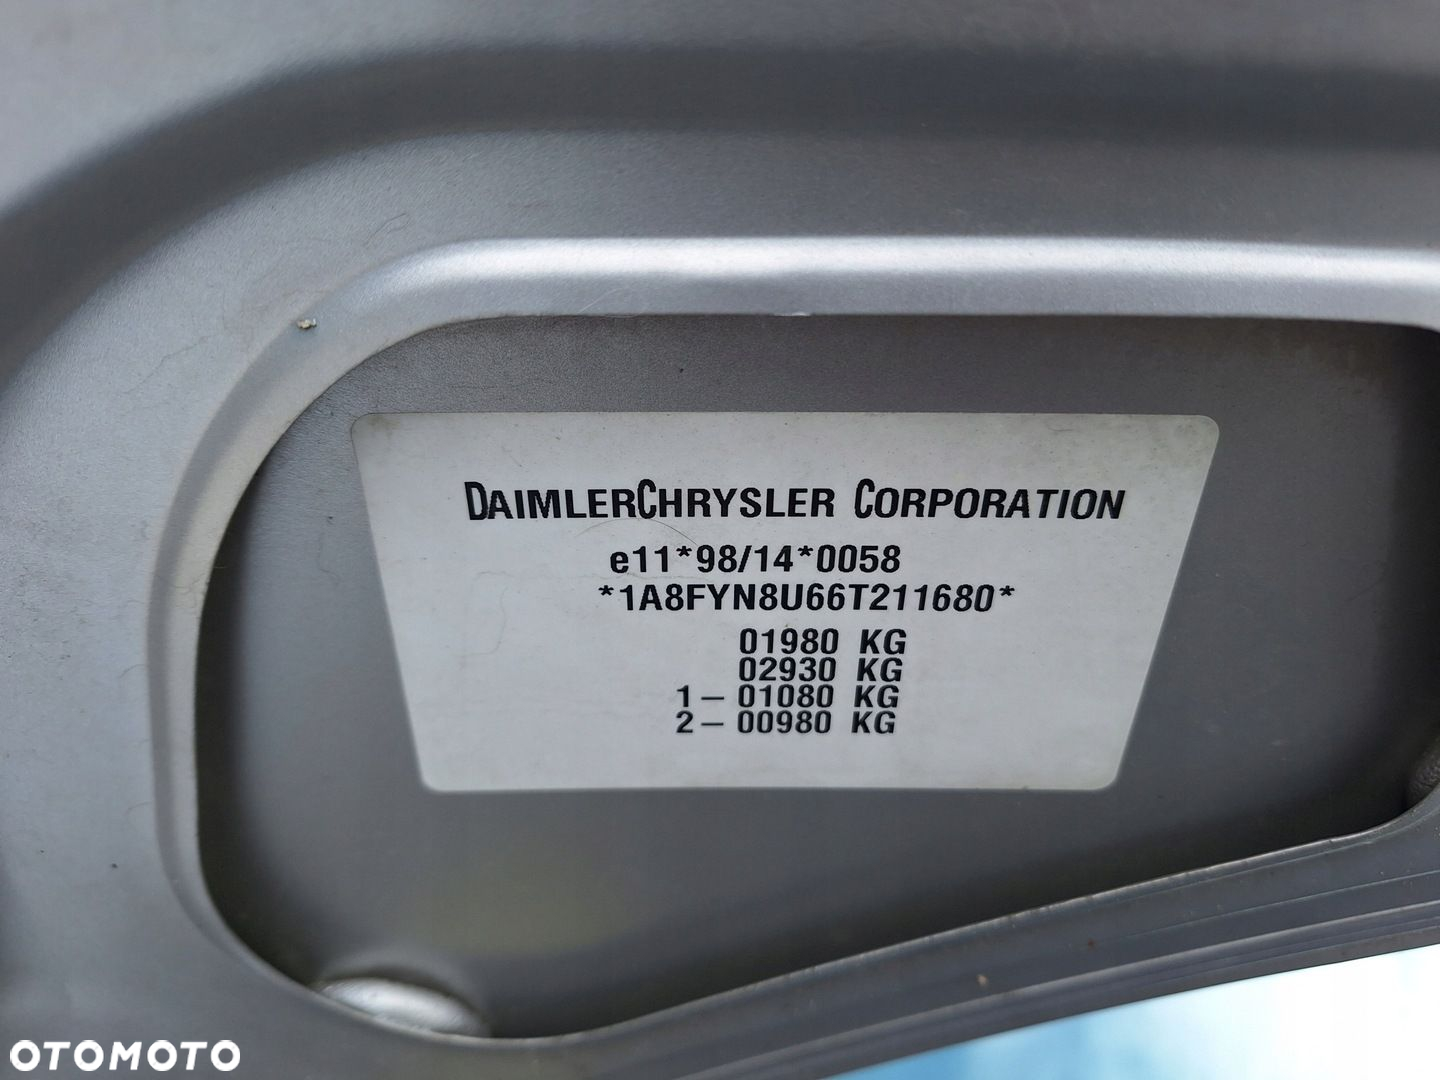 DAIMLERCHRYSLER CORPORATION
e11*98/14*0058
*1A8FYN8U66T211680*
01980 KG
02930 KG
1– 01080 KG
2– 00980 KG
OTOMOTO